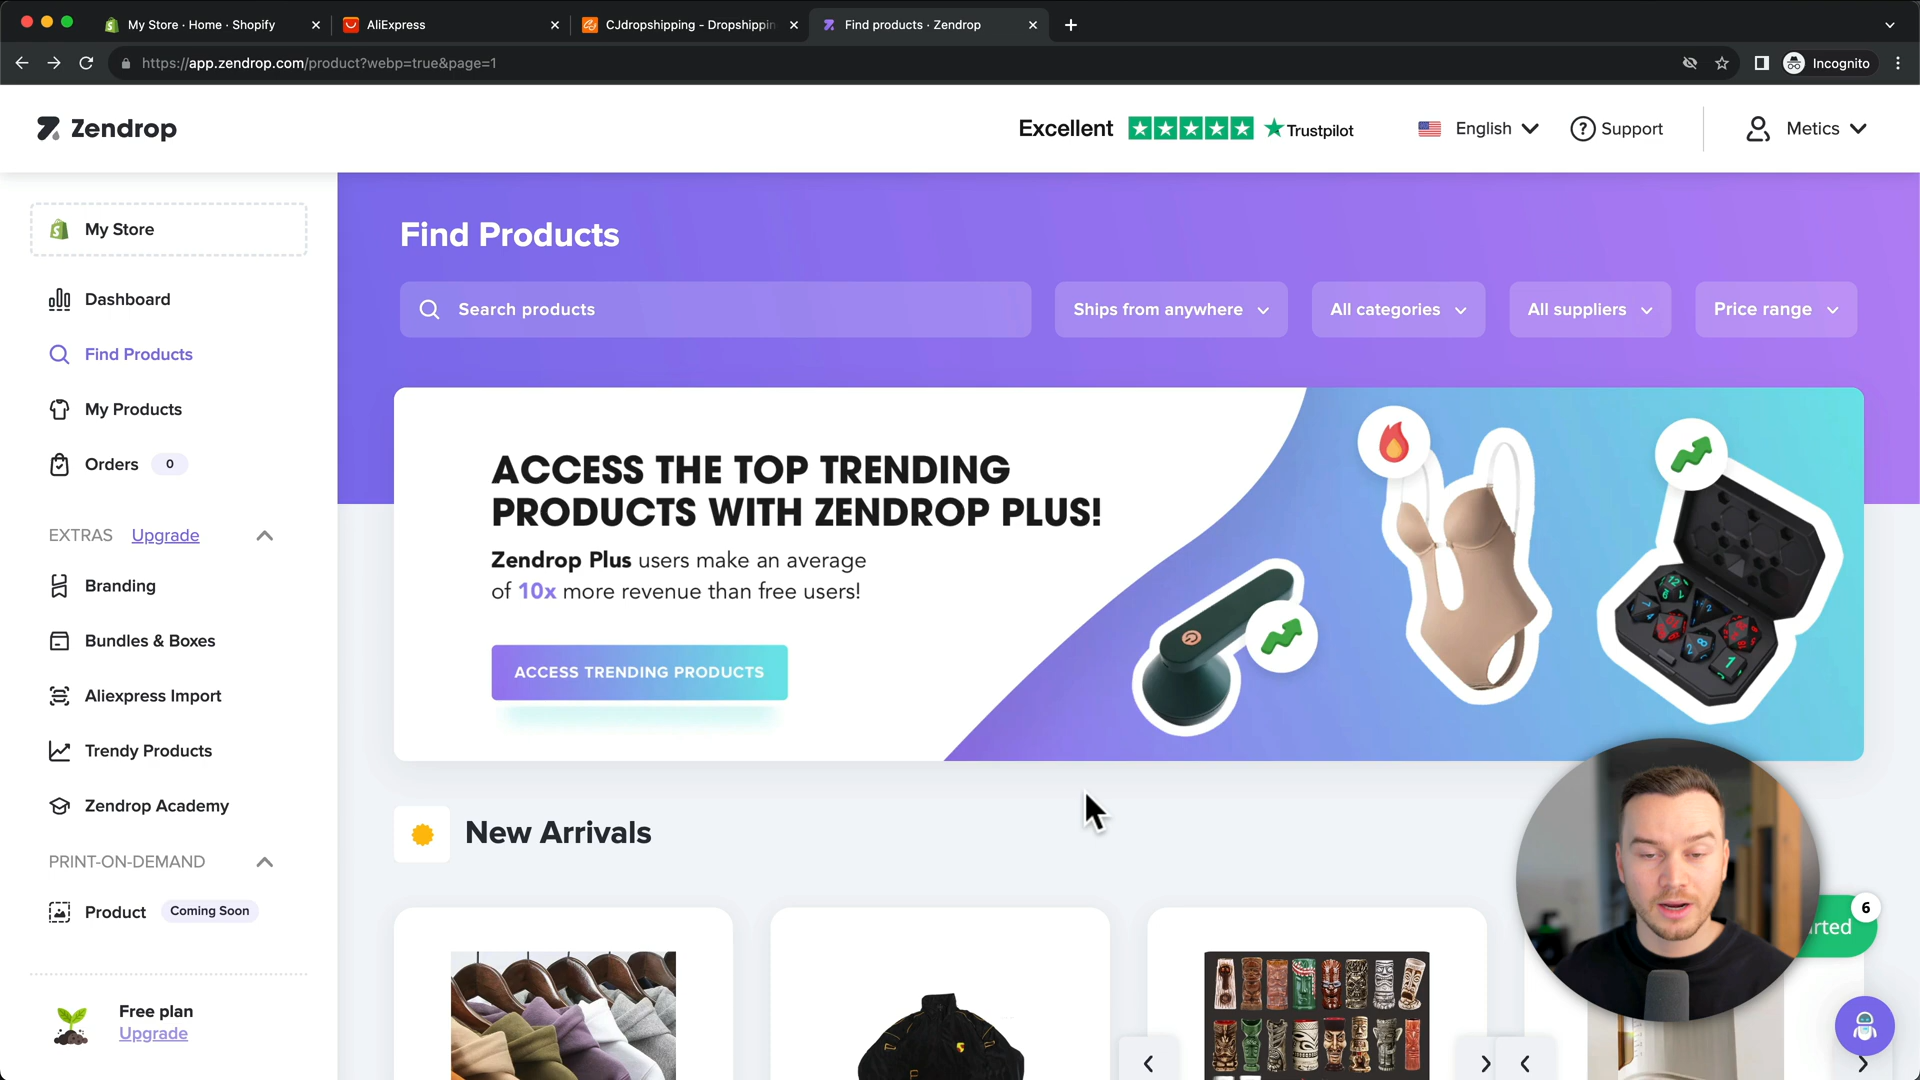 My Store · Home · Shopify
AliExpress
CJdropshipping - Dropshippin
Find products · Zendrop
https://app.zendrop.com/product?webp=true&page=1
Incognito
Zendrop
Excellent
Trustpilot
English
Support
Metics
My Store
Dashboard
Find Products
My Products
Orders 0
EXTRAS Upgrade
Branding
Bundles & Boxes
Aliexpress Import
Trendy Products
Zendrop Academy
PRINT-ON-DEMAND
Product Coming Soon
Free plan
Upgrade
Find Products
Search products
Ships from anywhere
All categories
All suppliers
Price range
ACCESS THE TOP TRENDING
PRODUCTS WITH ZENDROP PLUS!
Zendrop Plus users make an average
of 10x more revenue than free users!
ACCESS TRENDING PRODUCTS
New Arrivals
6
rted